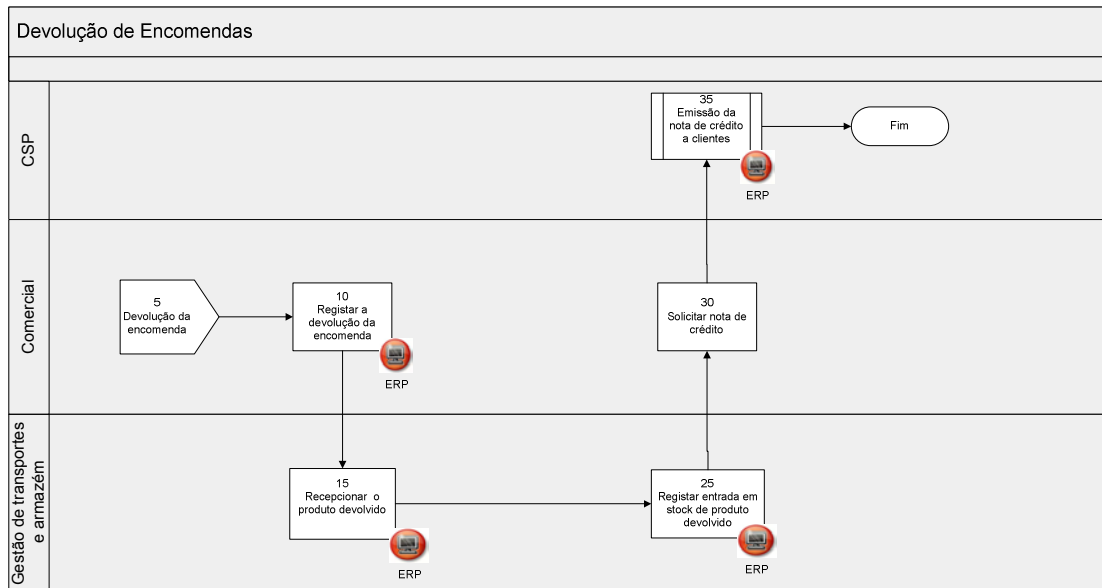 Devolução de Encomendas
CSP
35
Emissão da
nota de crédito
a clientes
ERP
Fim
Comercial
5
Devolução da
encomenda
10
Registar a
devolução da
encomenda
ERP
30
Solicitar nota de
crédito
Gestão de transportes
e armazém
15
Recepcionar o
produto devolvido
ERP
25
Registar entrada em
stock de produto
devolvido
ERP